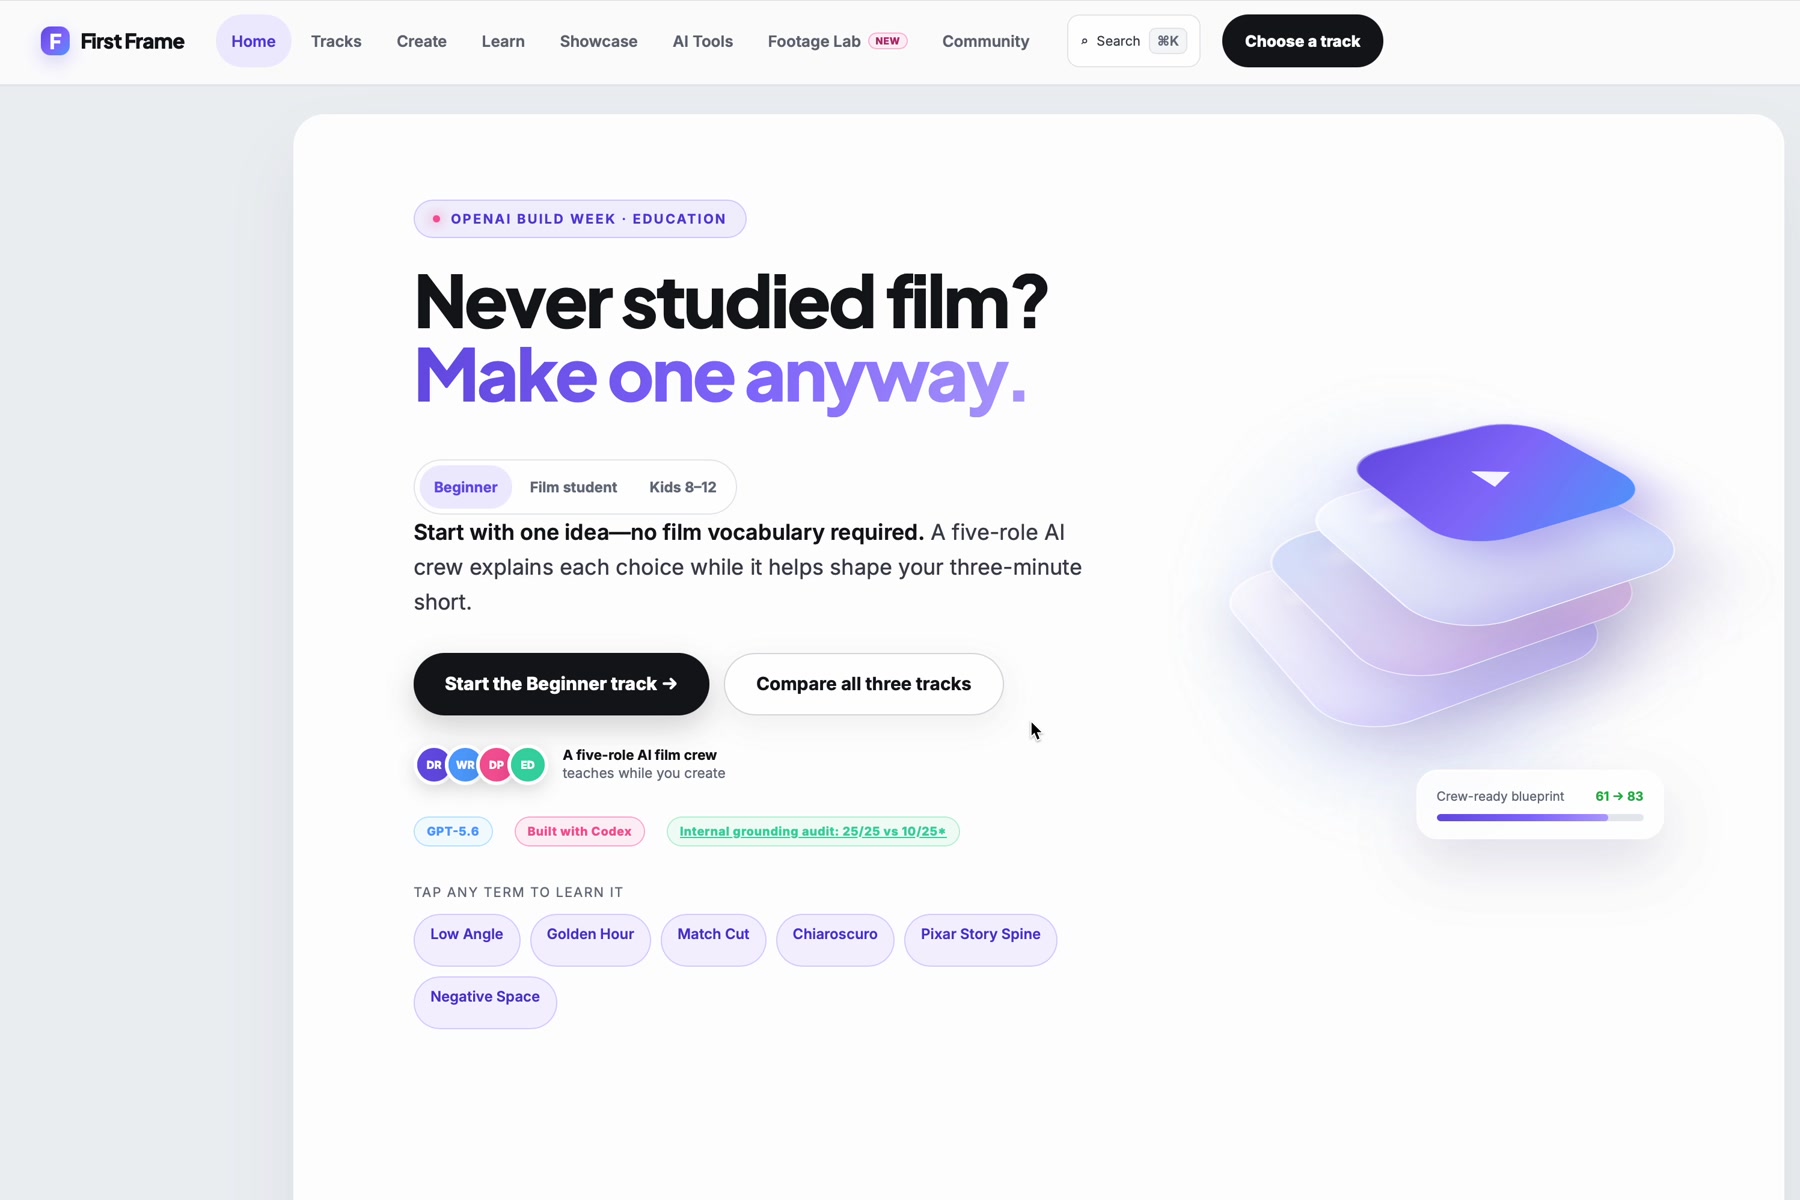 F FirstFrame Home Tracks Create Learn Showcase AI Tools Footage Lab NEW Community Search ⌘K Choose a track
OPENAI BUILD WEEK · EDUCATION
Never studied film?
Make one anyway.
Beginner Film student Kids 8–12
Start with one idea—no film vocabulary required. A five-role AI
crew explains each choice while it helps shape your three-minute
short.
Start the Beginner track → Compare all three tracks
DR WR DP ED
A five-role AI film crew
teaches while you create
GPT-5.6 Built with Codex Internal grounding audit: 25/25 vs 10/25*
TAP ANY TERM TO LEARN IT
Low Angle Golden Hour Match Cut Chiaroscuro Pixar Story Spine
Negative Space
Crew-ready blueprint 61 → 83